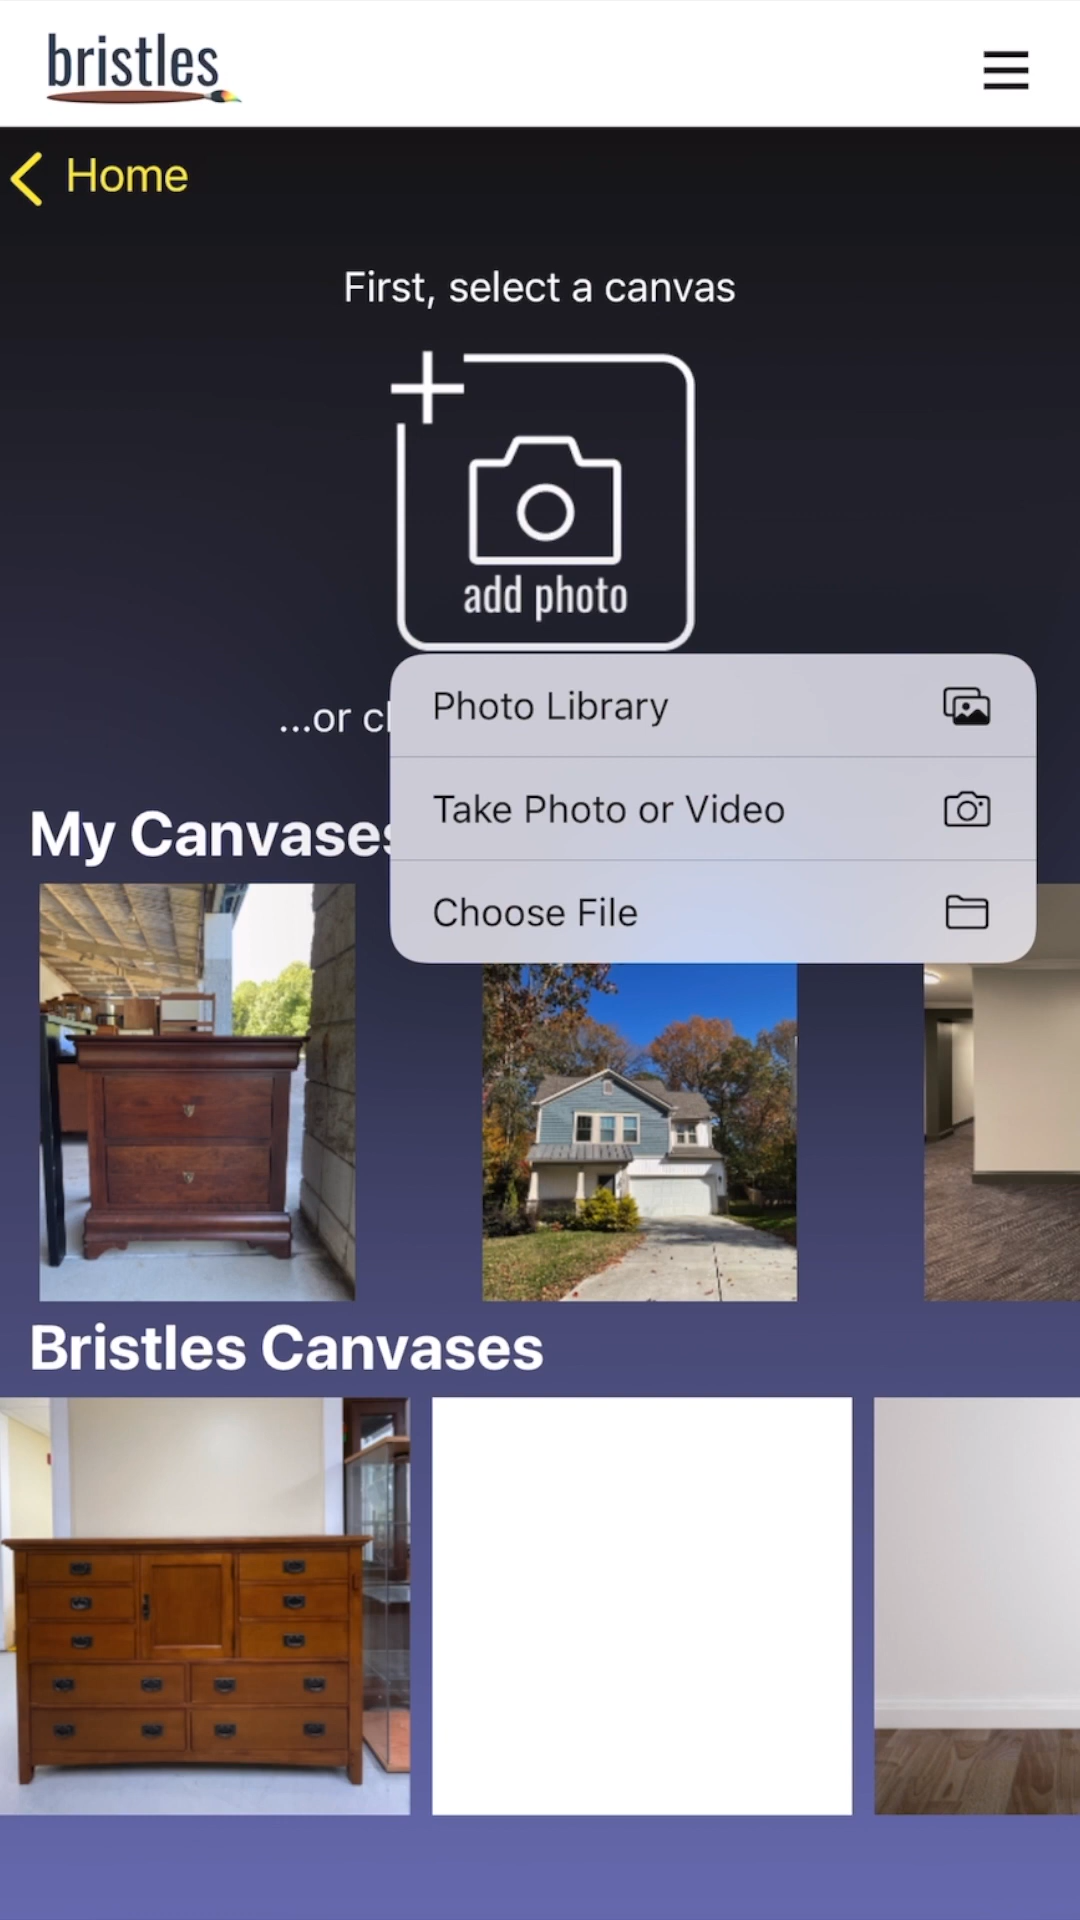 bristles
Home
First, select a canvas
add photo
...or
Photo Library
Take Photo or Video
Choose File
My Canvases
Bristles Canvases